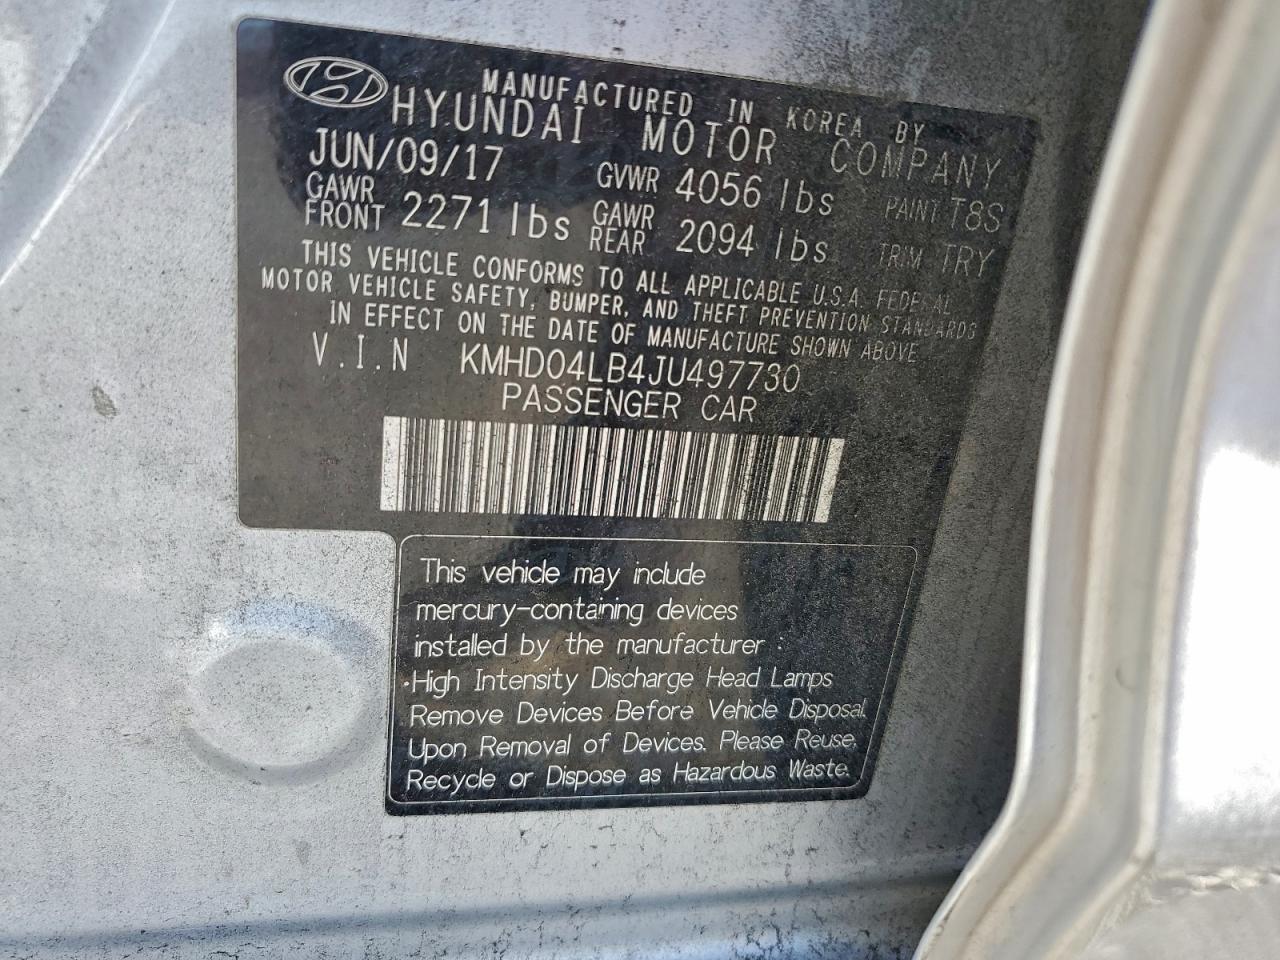 MANUFACTURED IN KOREA BY
HYUNDAI MOTOR COMPANY
JUN/09/17 GVWR 4056 lbs PAINT T8S
GAWR FRONT 2271 lbs GAWR REAR 2094 lbs TRIM TRY
THIS VEHICLE CONFORMS TO ALL APPLICABLE U.S.A. FEDERAL
MOTOR VEHICLE SAFETY, BUMPER, AND THEFT PREVENTION STANDARDS
IN EFFECT ON THE DATE OF MANUFACTURE SHOWN ABOVE
V.I.N KMHD04LB4JU497730
PASSENGER CAR
This vehicle may include
mercury-containing devices
installed by the manufacturer :
·High Intensity Discharge Head Lamps
Remove Devices Before Vehicle Disposal.
Upon Removal of Devices. Please Reuse,
Recycle or Dispose as Hazardous Waste.